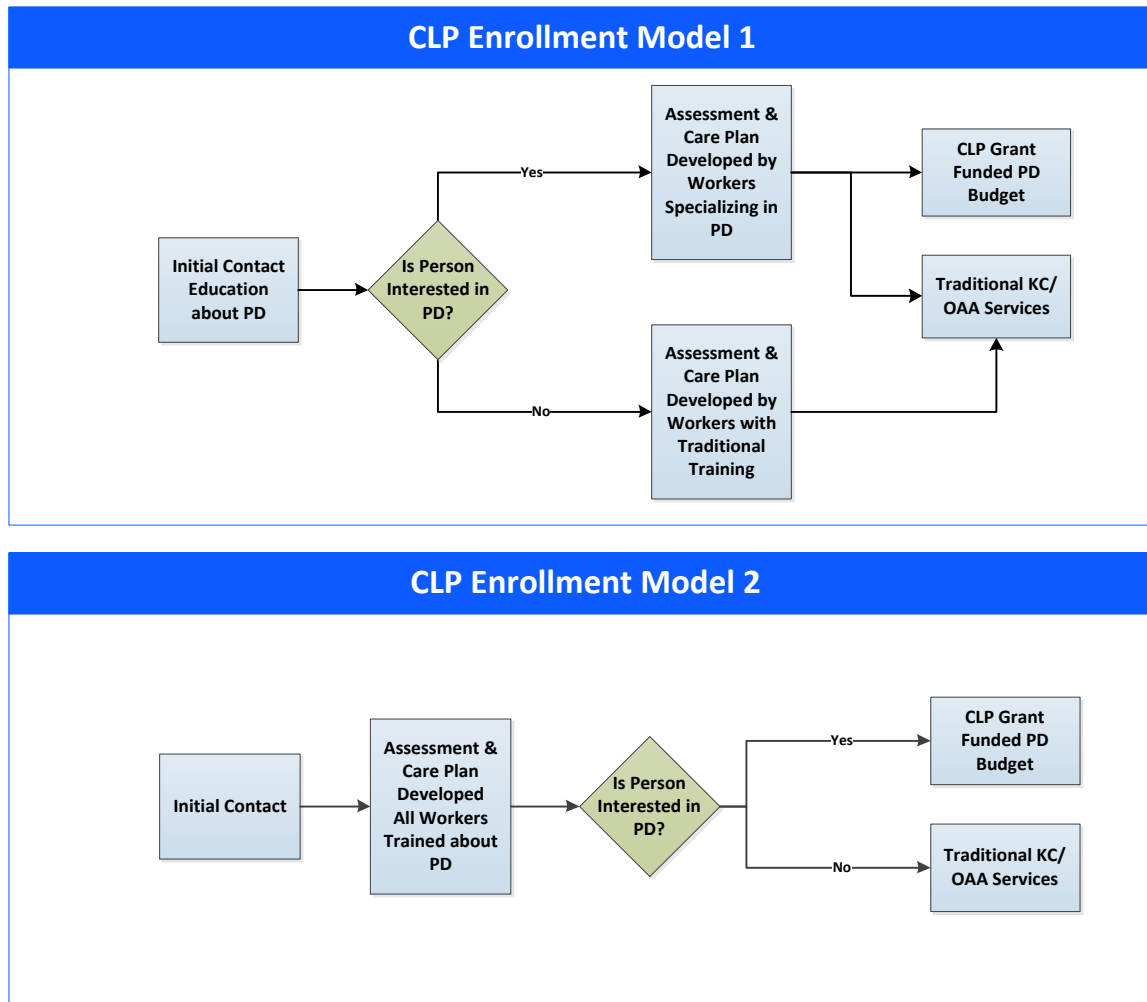 CLP Enrollment Model 1
Initial Contact
Education
about PD
Is Person
Interested in
PD?
Yes
Assessment &
Care Plan
Developed by
Workers
Specializing in
PD
CLP Grant
Funded PD
Budget
Traditional KC/
OAA Services
No
Assessment &
Care Plan
Developed by
Workers with
Traditional
Training
CLP Enrollment Model 2
Initial Contact
Assessment &
Care Plan
Developed
All Workers
Trained about
PD
Is Person
Interested in
PD?
Yes
CLP Grant
Funded PD
Budget
No
Traditional KC/
OAA Services